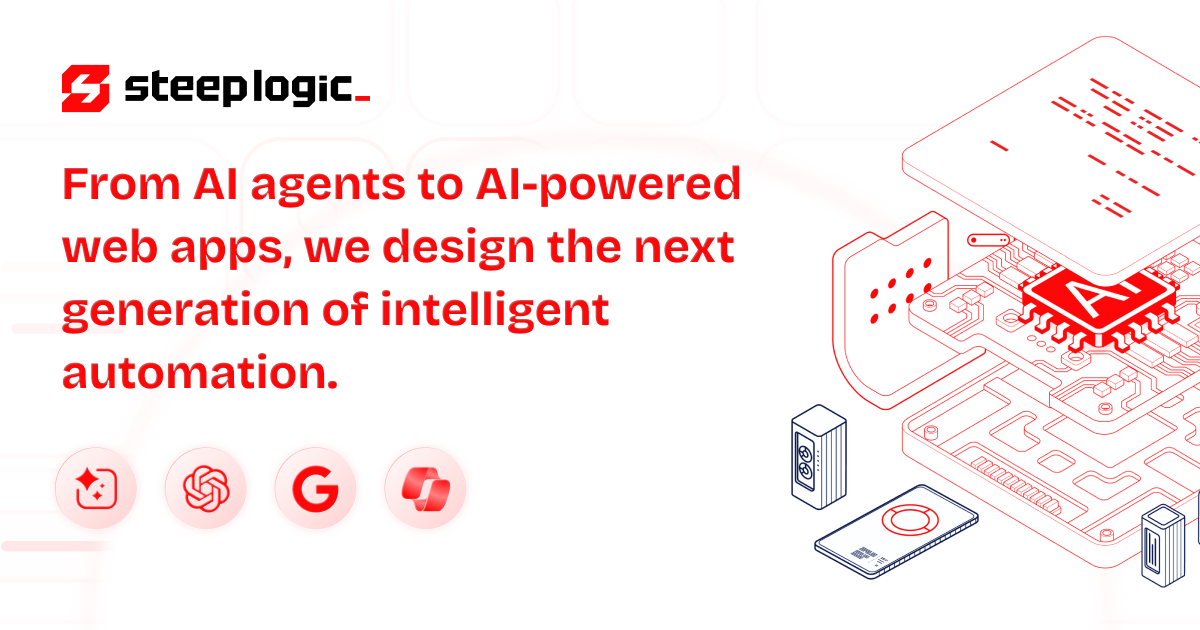 steeplogic_
From AI agents to AI-powered
web apps, we design the next
generation of intelligent
automation.
AI